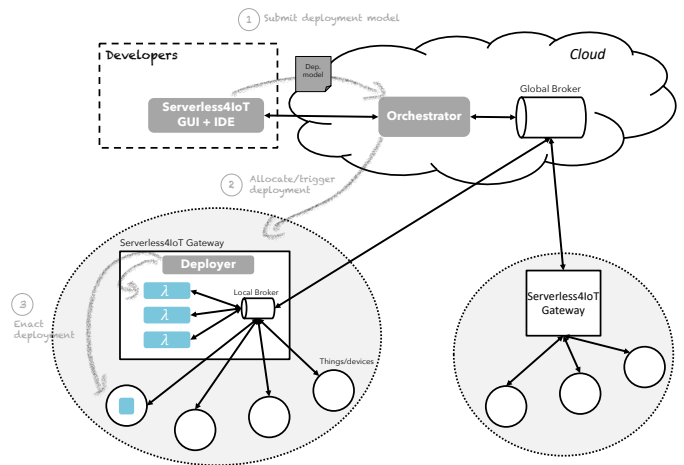 1 Submit deployment model
Developers
Cloud
Dep.
model
Global Broker
Serverless4IoT
GUI + IDE
Orchestrator
2 Allocate/trigger
deployment
Serverless4IoT Gateway
Deployer
λ
Local Broker
λ
λ
3
Enact
deployment
Serverless4IoT
Gateway
Things/devices